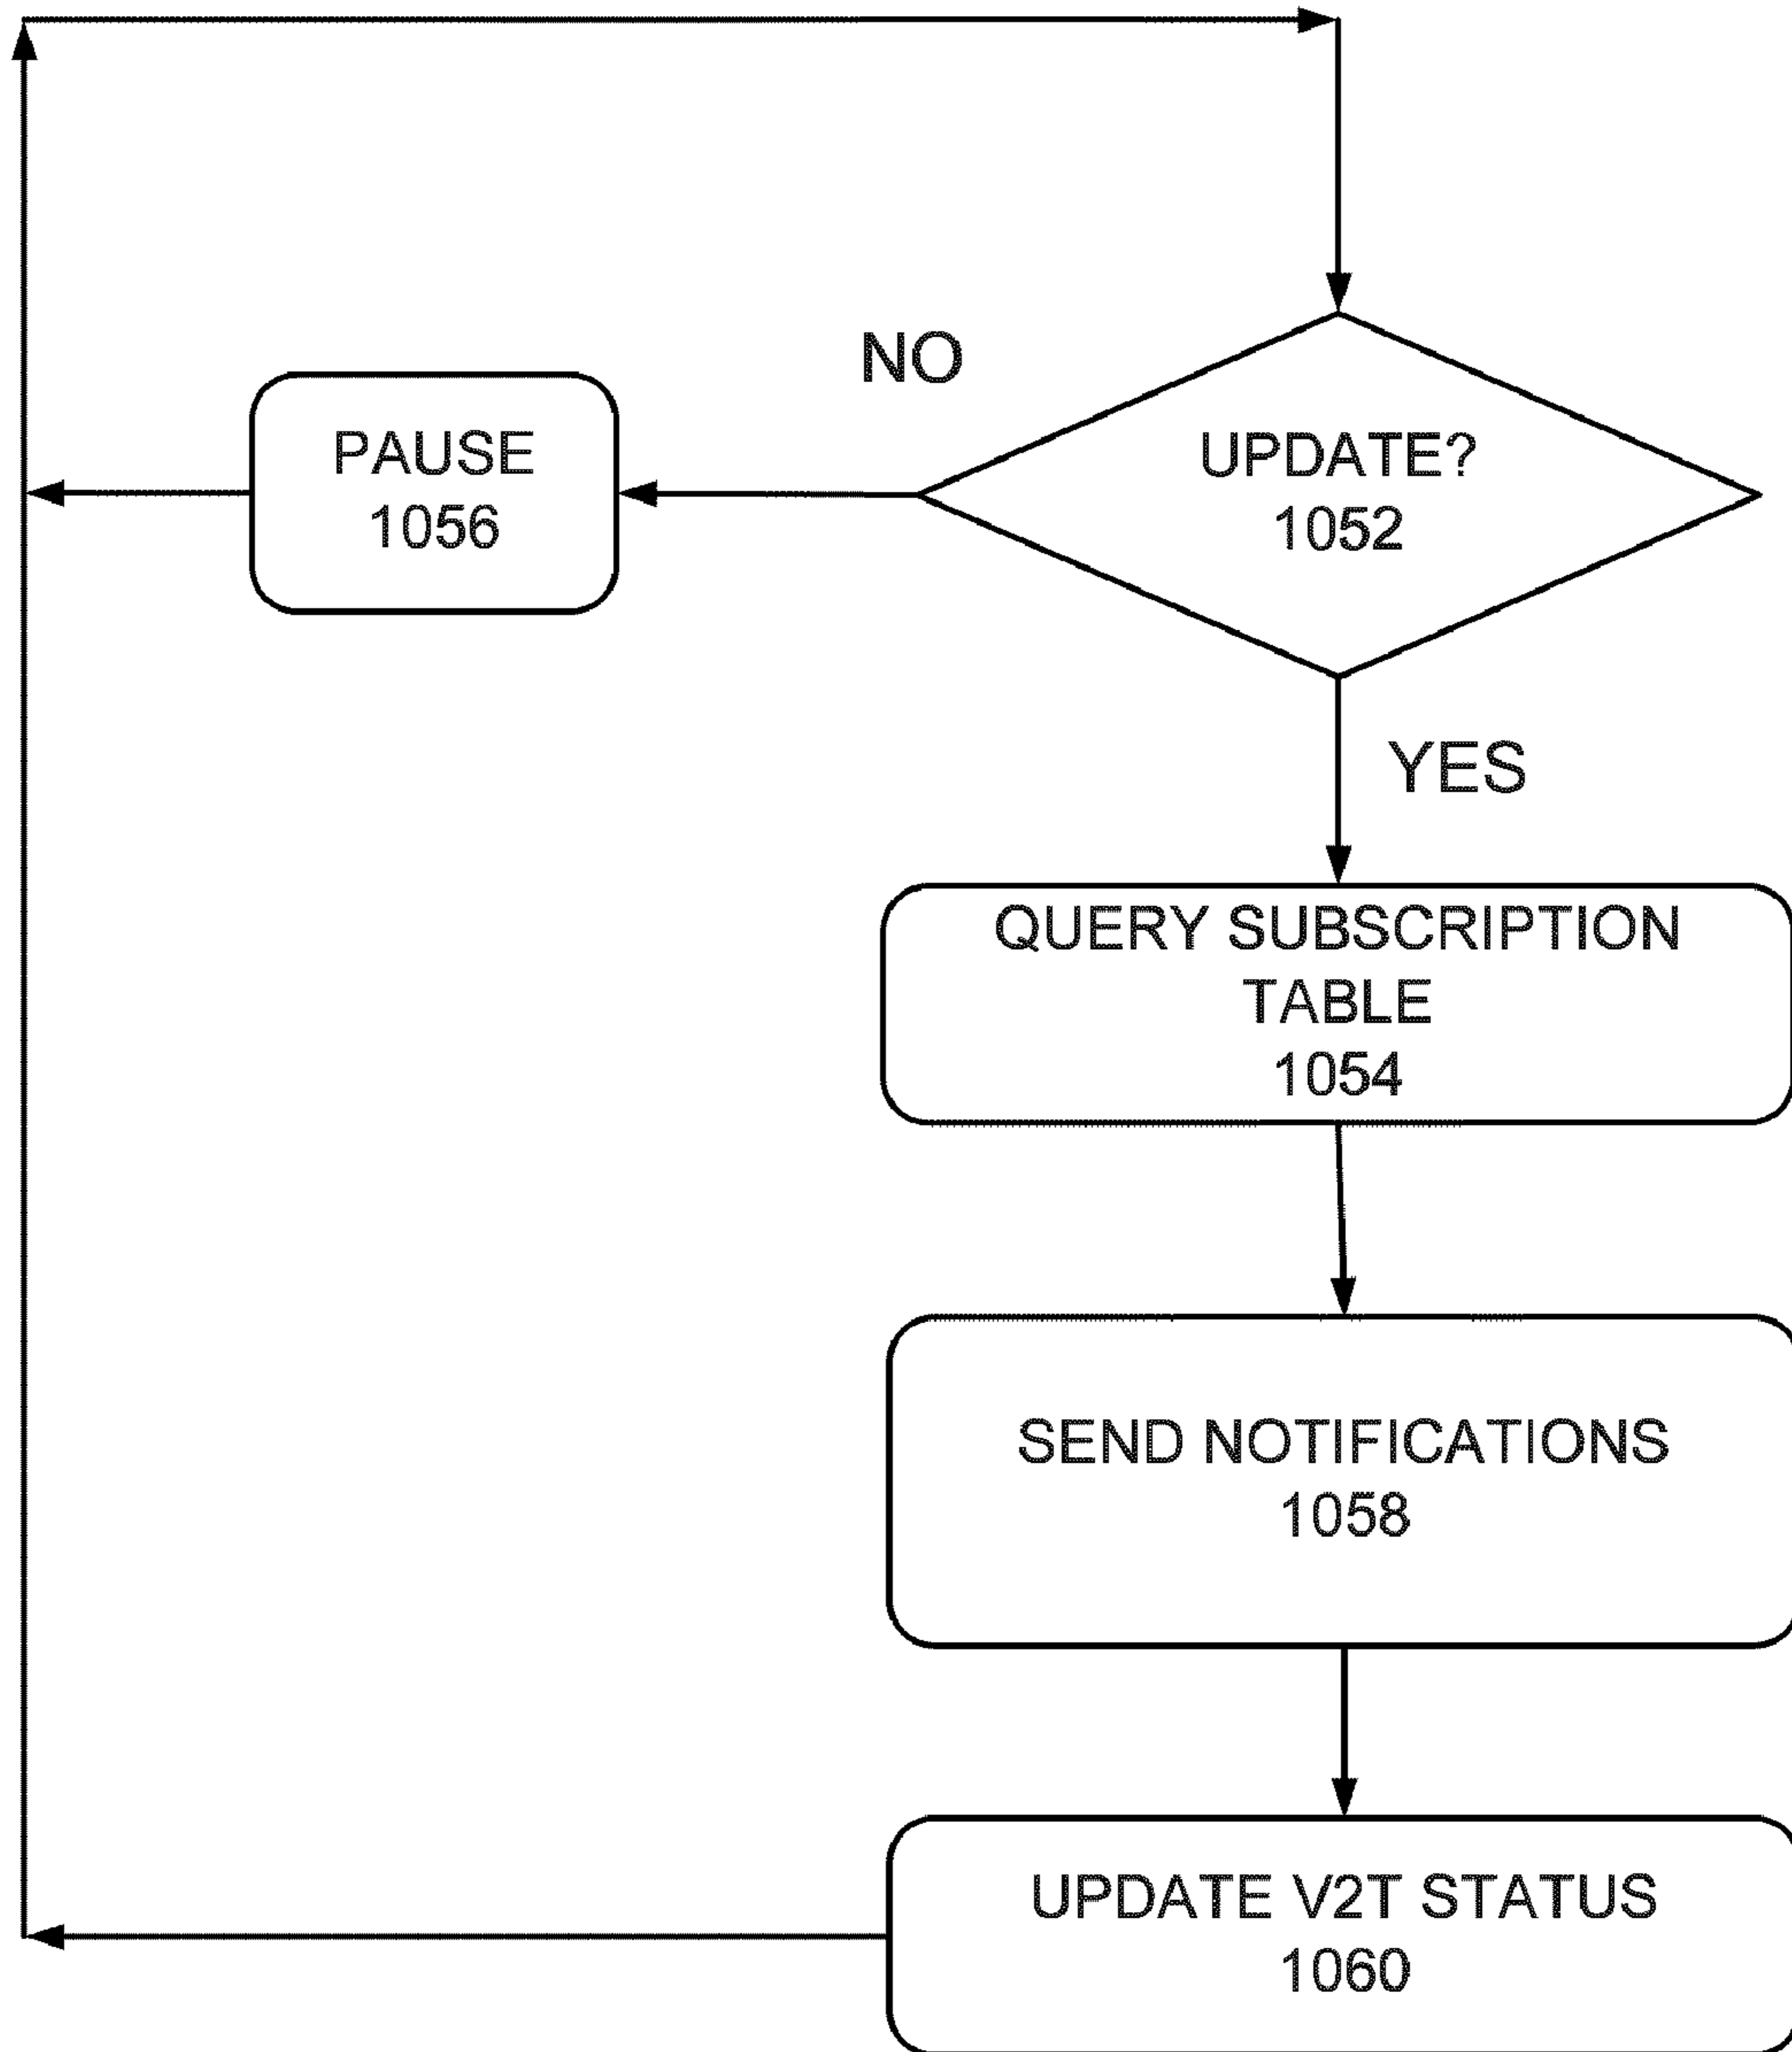 NO
UPDATE?
1052
PAUSE
1056
YES
QUERY SUBSCRIPTION
TABLE
1054
SEND NOTIFICATIONS
1058
UPDATE V2T STATUS
1060